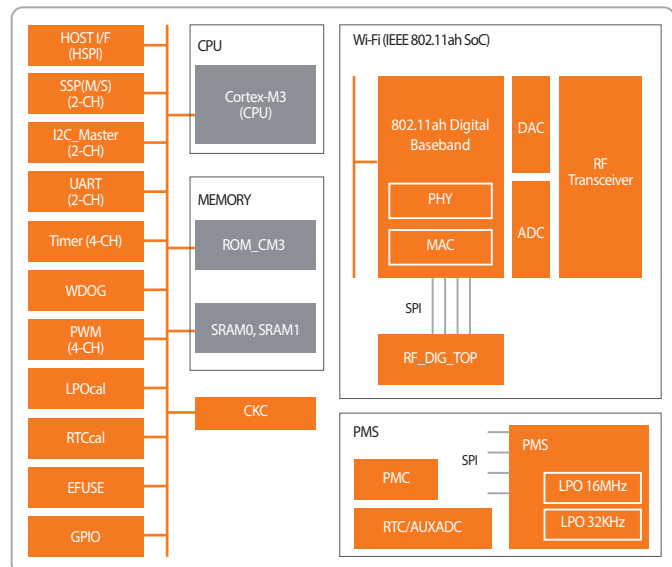 HOST I/F
(HSPI)
SSP(M/S)
(2-CH)
I2C_Master
(2-CH)
UART
(2-CH)
Timer (4-CH)
WDOG
PWM
(4-CH)
LPOcal
RTCcal
EFUSE
GPIO
CPU
Cortex-M3
(CPU)
MEMORY
ROM_CM3
SRAM0, SRAM1
CKC
Wi-Fi (IEEE 802.11ah SoC)
802.11ah Digital
Baseband
PHY
MAC
DAC
ADC
RF
Transceiver
SPI
RF_DIG_TOP
PMS
PMC
RTC/AUXADC
SPI
PMS
LPO 16MHz
LPO 32KHz